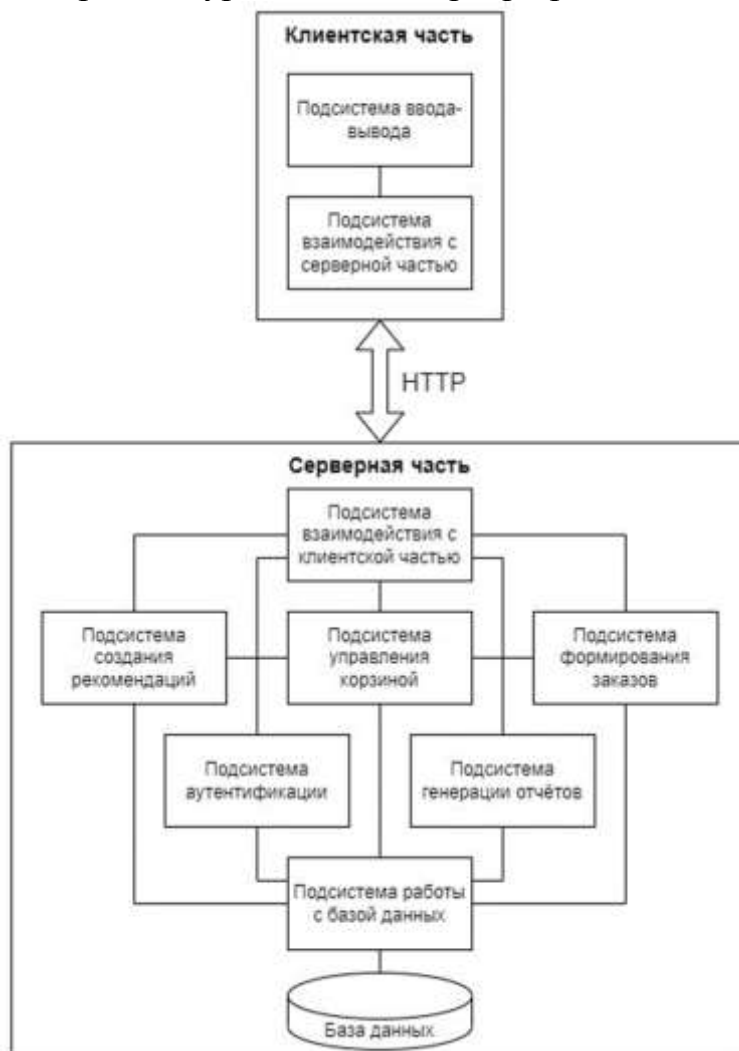 Клиентская часть
Подсистема ввода-
вывода
Подсистема
взаимодействия с
серверной частью
HTTP
Серверная часть
Подсистема
взаимодействия с
клиентской частью
Подсистема
создания
рекомендаций
Подсистема
управления
корзиной
Подсистема
формирования
заказов
Подсистема
аутентификации
Подсистема
генерации отчётов
Подсистема работы
с базой данных
База данных